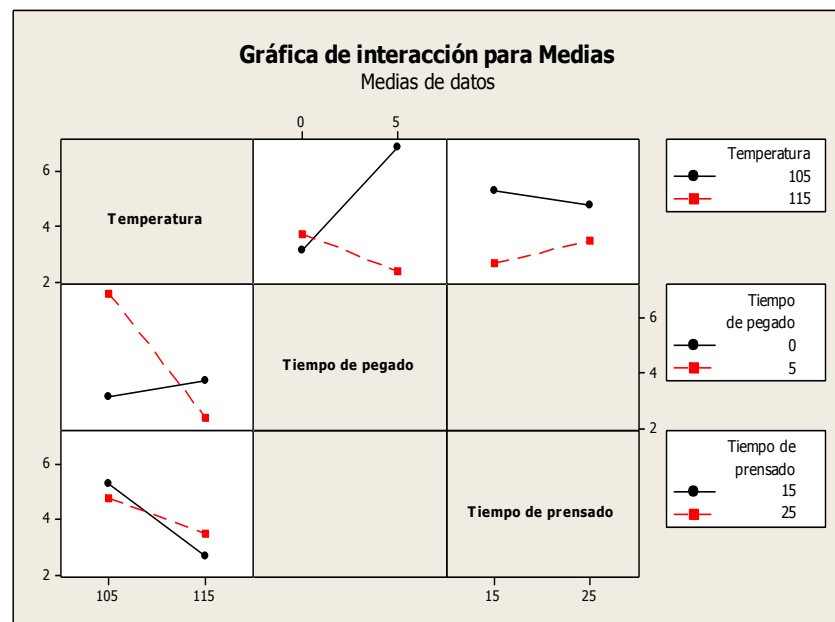 Gráfica de interacción para Medias
Medias de datos
0 5
6
4
2
Temperatura
Temperatura
105
115
Tiempo de pegado
6
4
2
Tiempo
de pegado
0
5
6
4
2
Tiempo de prensado
Tiempo de
prensado
15
25
105 115
15 25